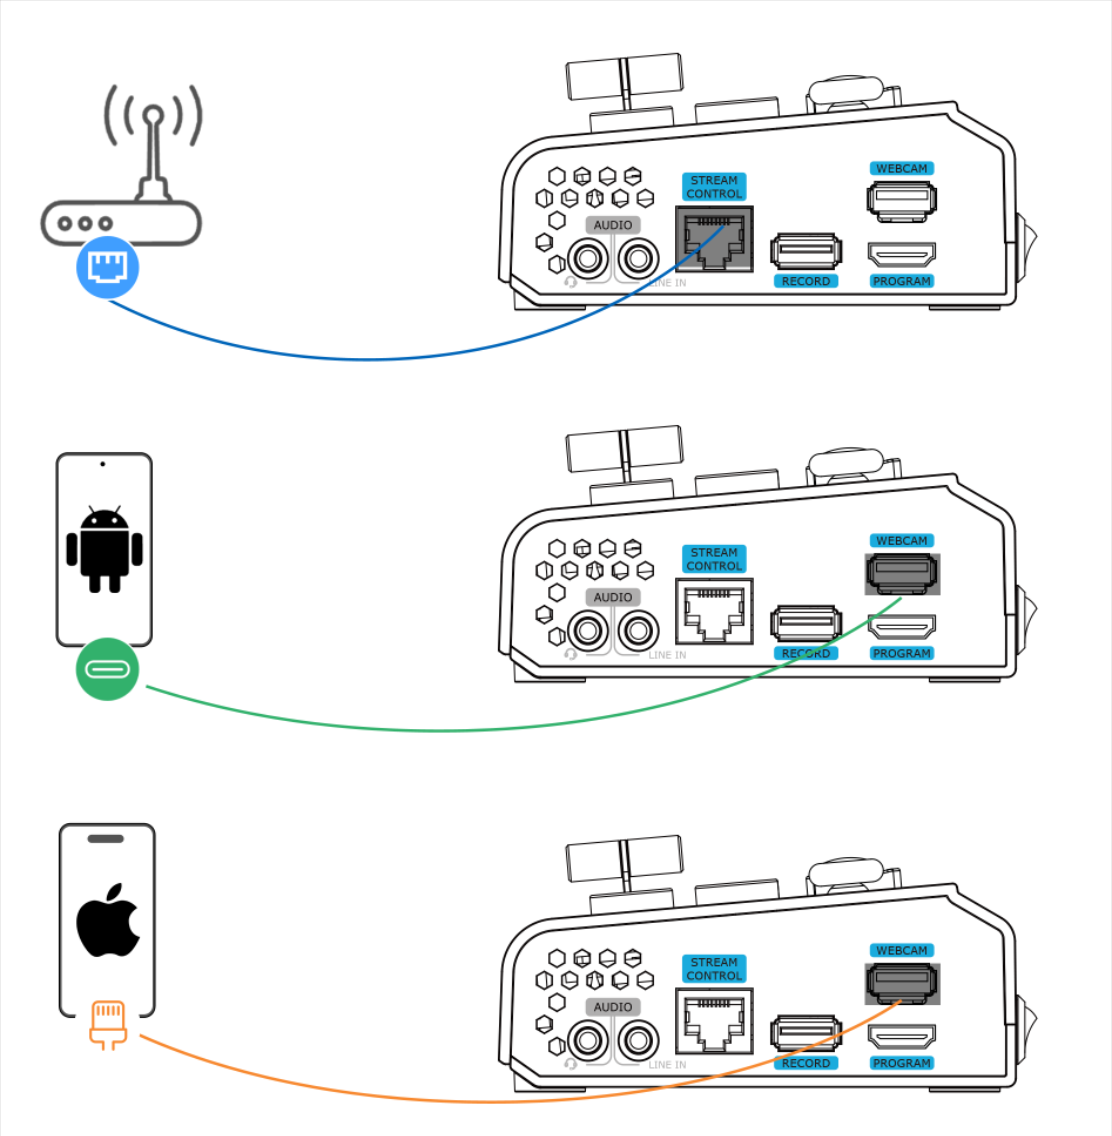 WEBCAM
STREAM
CONTROL
AUDIO
LINE IN
RECORD
PROGRAM
WEBCAM
STREAM
CONTROL
AUDIO
LINE IN
RECORD
PROGRAM
WEBCAM
STREAM
CONTROL
AUDIO
LINE IN
RECORD
PROGRAM